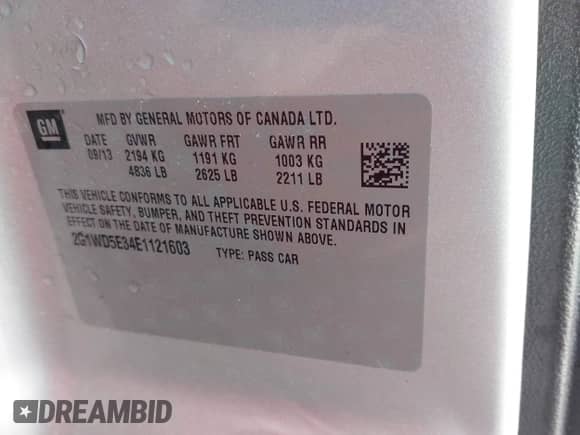 GM
MFD BY GENERAL MOTORS OF CANADA LTD.
DATE GVWR GAWR FRT GAWR RR
09/13 2194 KG 1191 KG 1003 KG
4836 LB 2625 LB 2211 LB
THIS VEHICLE CONFORMS TO ALL APPLICABLE U.S. FEDERAL MOTOR
VEHICLE SAFETY, BUMPER, AND THEFT PREVENTION STANDARDS IN
EFFECT ON THE DATE OF MANUFACTURE SHOWN ABOVE.
2G1WD5E34E1121603 TYPE: PASS CAR
DREAMBID